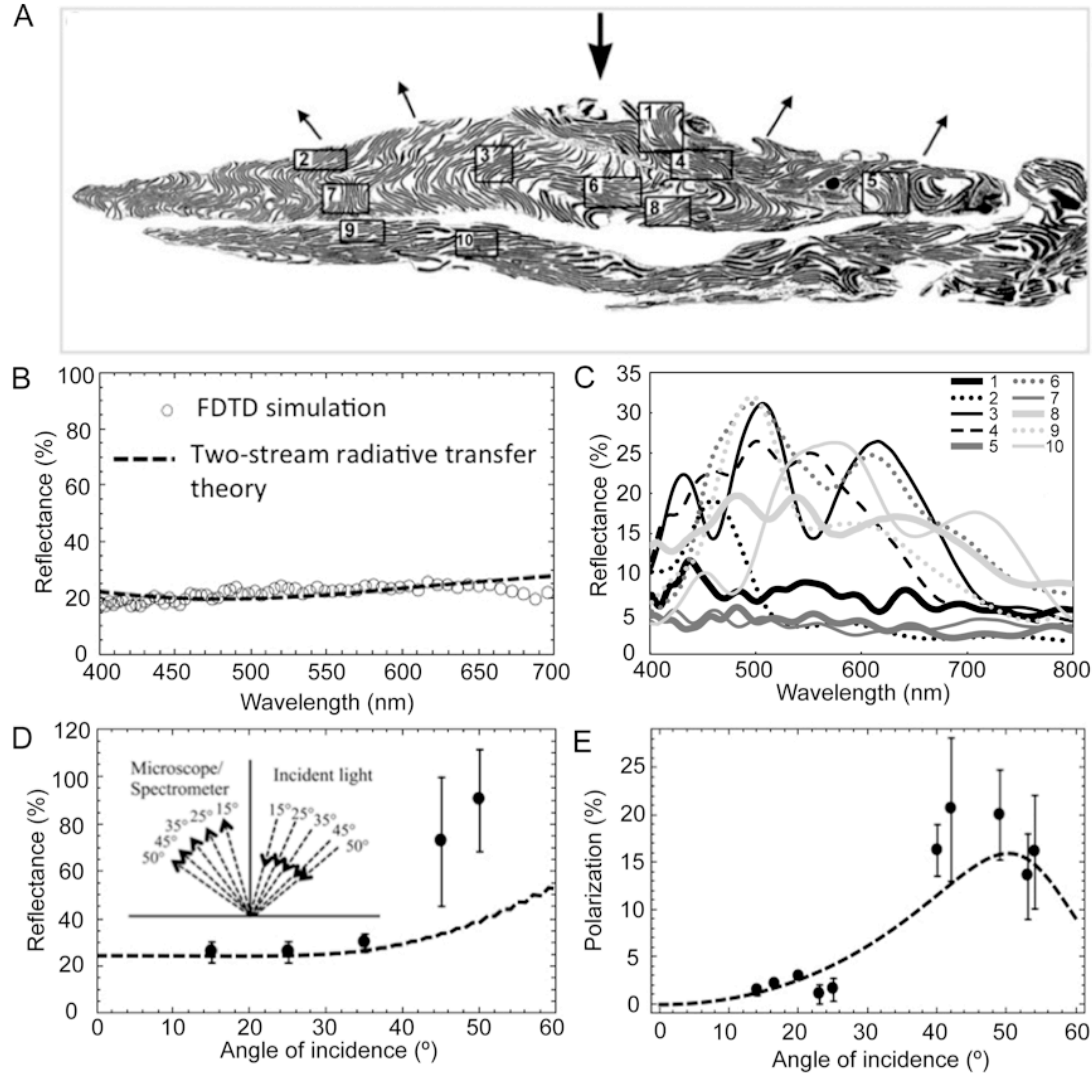 A
1
2
3
4
5
6
7
8
9
10
B
100
80
60
40
20
0
Reflectance (%)
FDTD simulation
Two-stream radiative transfer
theory
400 450 500 550 600 650 700
Wavelength (nm)
C
35
30
25
20
15
10
5
0
Reflectance (%)
1 6
2 7
3 8
4 9
5 10
400 500 600 700 800
Wavelength (nm)
D
120
100
80
60
40
20
0
Reflectance (%)
Microscope/
Spectrometer
Incident light
15°
25°
35°
45°
50°
15°
25°
35°
45°
50°
0 10 20 30 40 50 60
Angle of incidence (º)
E
25
20
15
10
5
0
Polarization (%)
0 10 20 30 40 50 60
Angle of incidence (º)